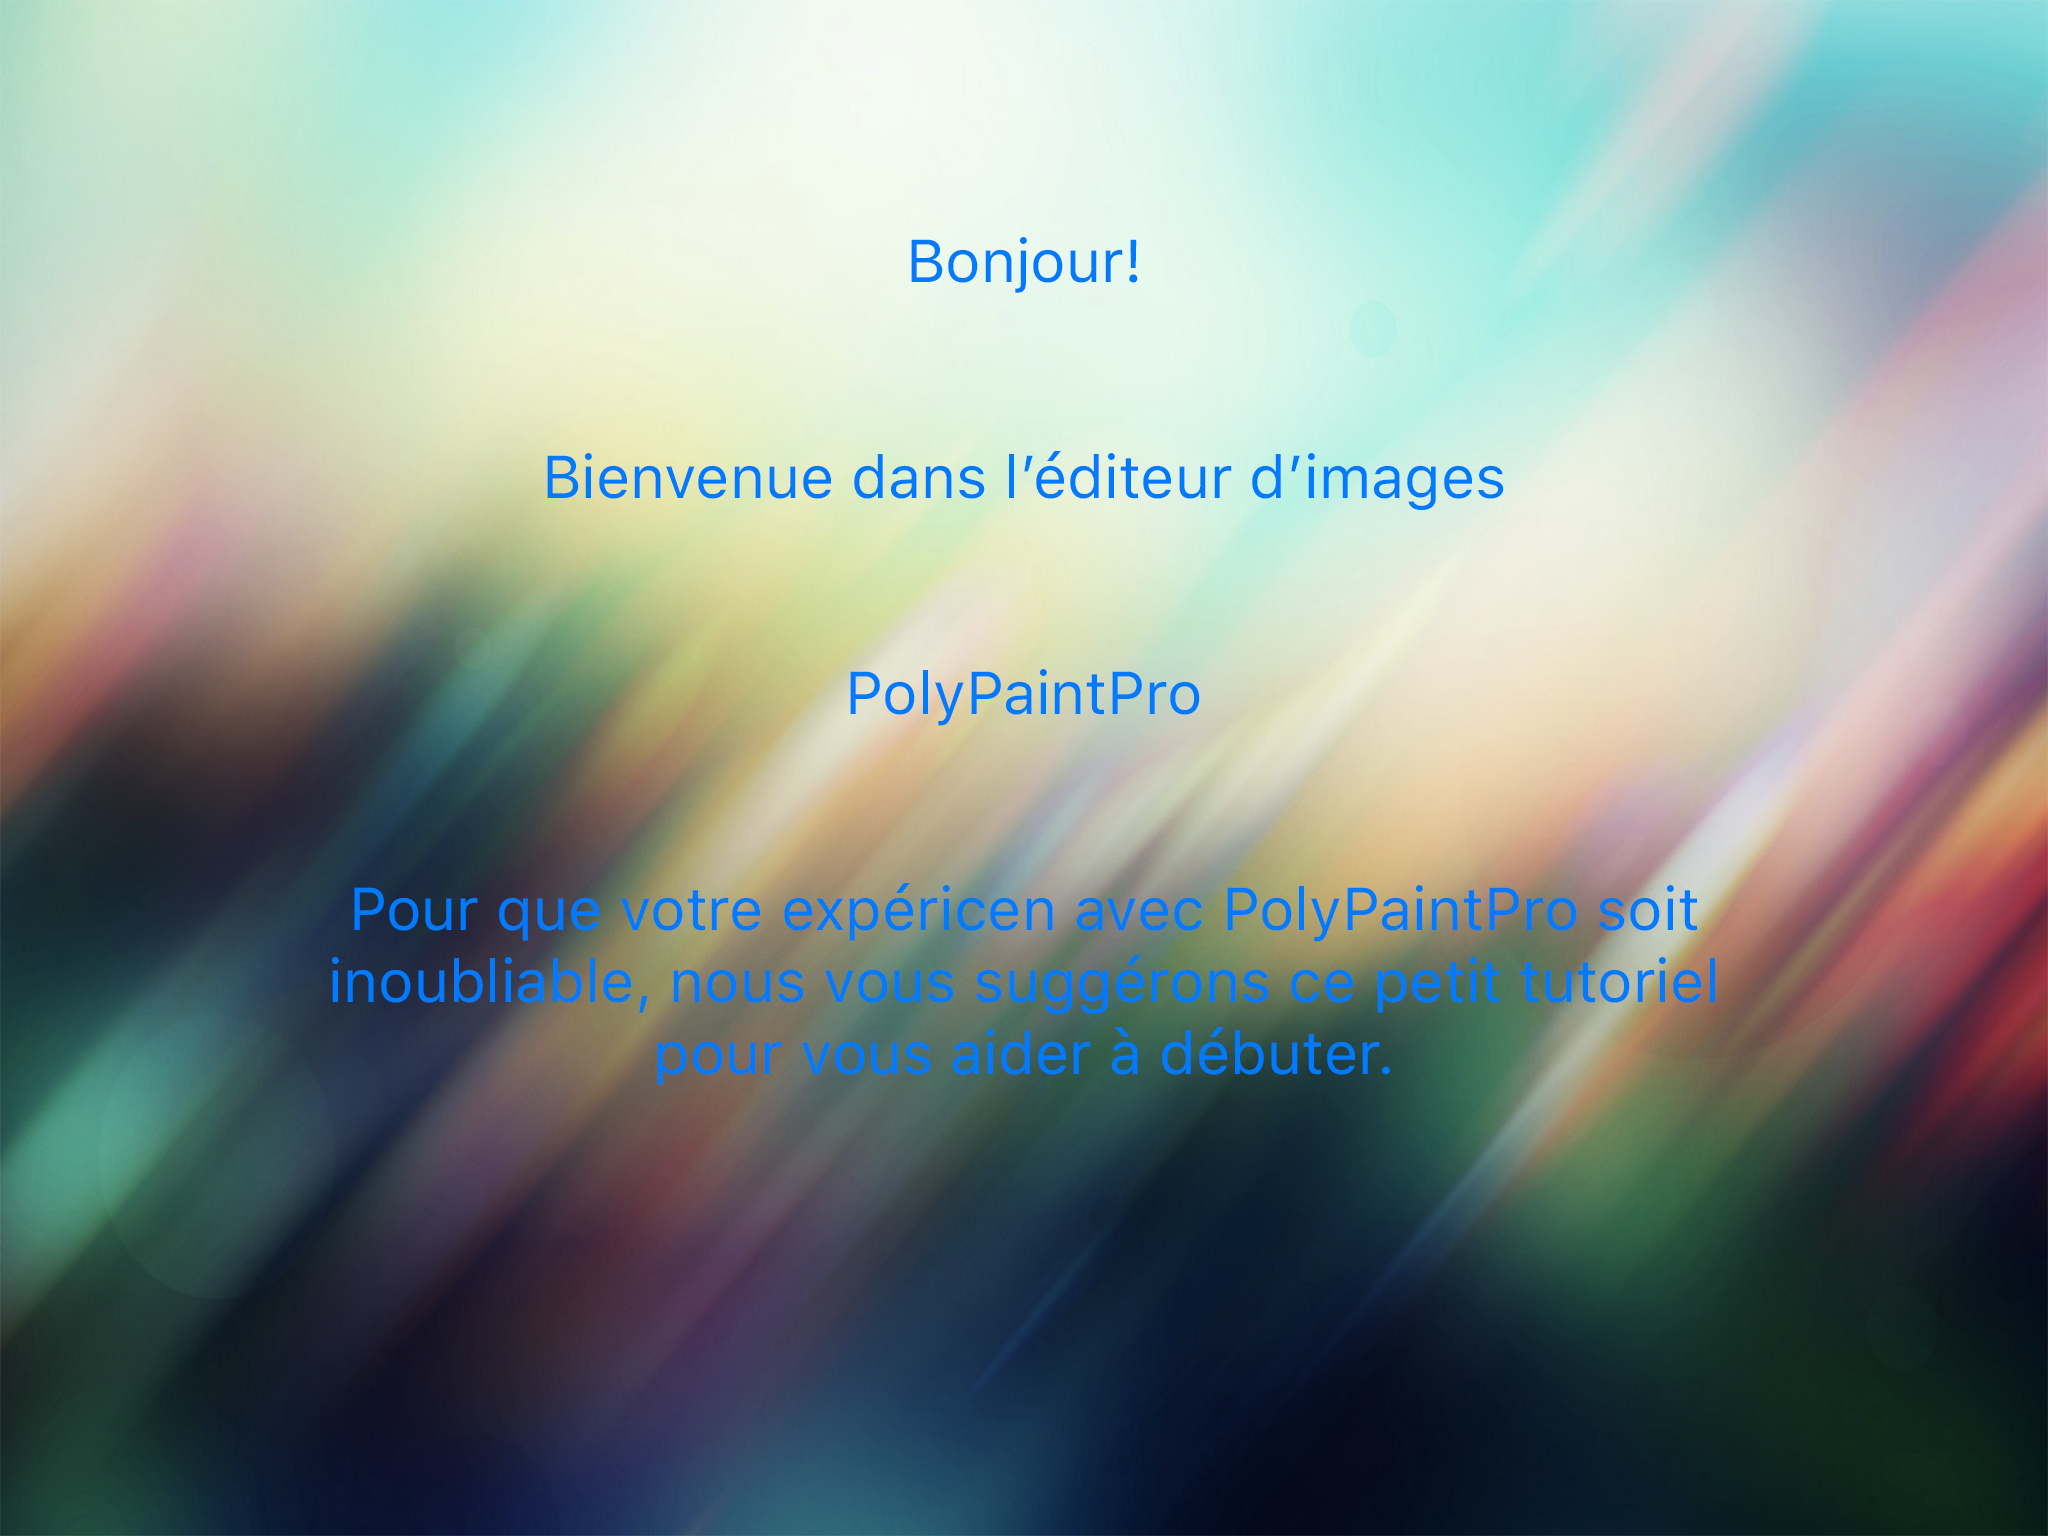 Bonjour!
Bienvenue dans l’éditeur d’images
PolyPaintPro
Pour que votre expéricen avec PolyPaintPro soit
inoubliable, nous vous suggérons ce petit tutoriel
pour vous aider à débuter.